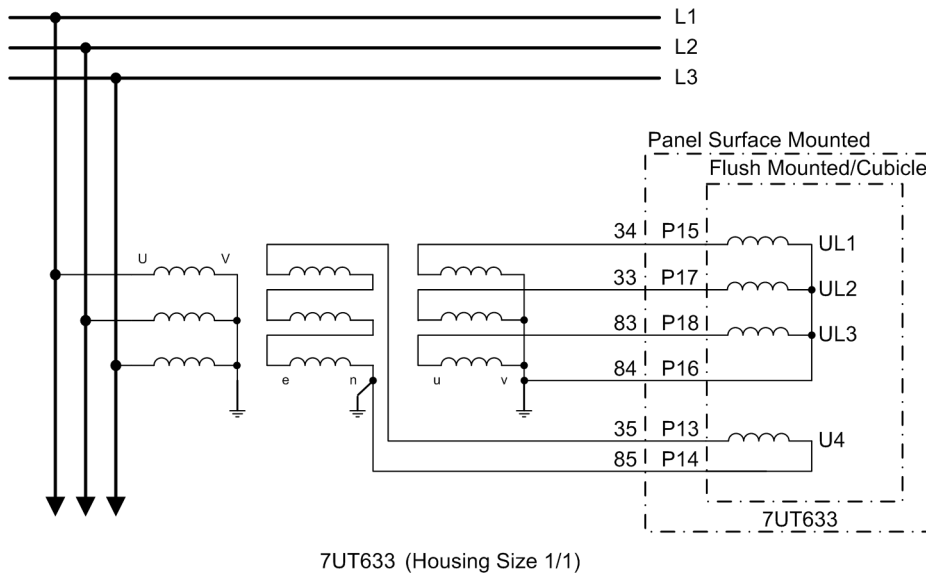 L1
L2
L3
Panel Surface Mounted
Flush Mounted/Cubicle
34 P15 UL1
U V
33 P17 UL2
83 P18 UL3
84 P16
e n u v
35 P13 U4
85 P14
7UT633
7UT633 (Housing Size 1/1)